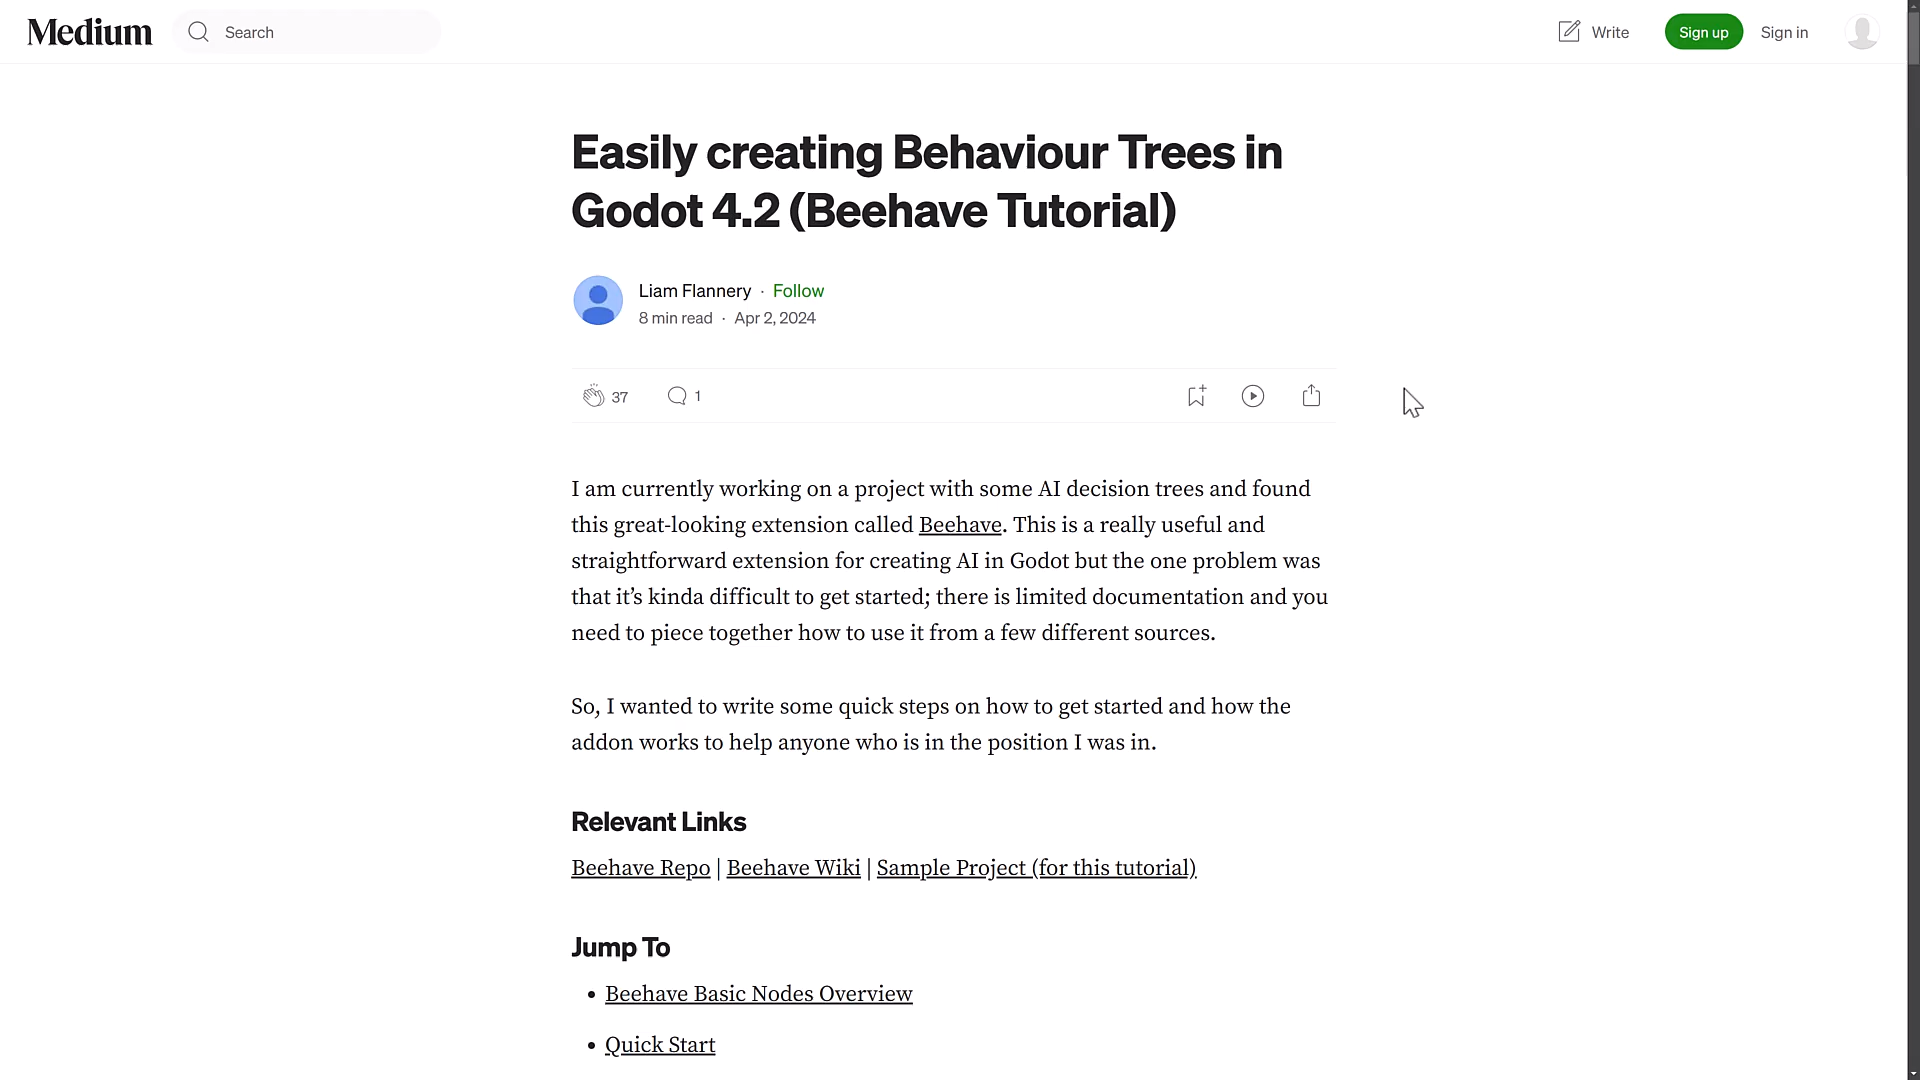 Medium
Search
Write
Sign up
Sign in
Easily creating Behaviour Trees in
Godot 4.2 (Beehave Tutorial)
Liam Flannery · Follow
8 min read · Apr 2, 2024
37
1
I am currently working on a project with some AI decision trees and found
this great-looking extension called Beehave. This is a really useful and
straightforward extension for creating AI in Godot but the one problem was
that it’s kinda difficult to get started; there is limited documentation and you
need to piece together how to use it from a few different sources.
So, I wanted to write some quick steps on how to get started and how the
addon works to help anyone who is in the position I was in.
Relevant Links
Beehave Repo | Beehave Wiki | Sample Project (for this tutorial)
Jump To
• Beehave Basic Nodes Overview
• Quick Start